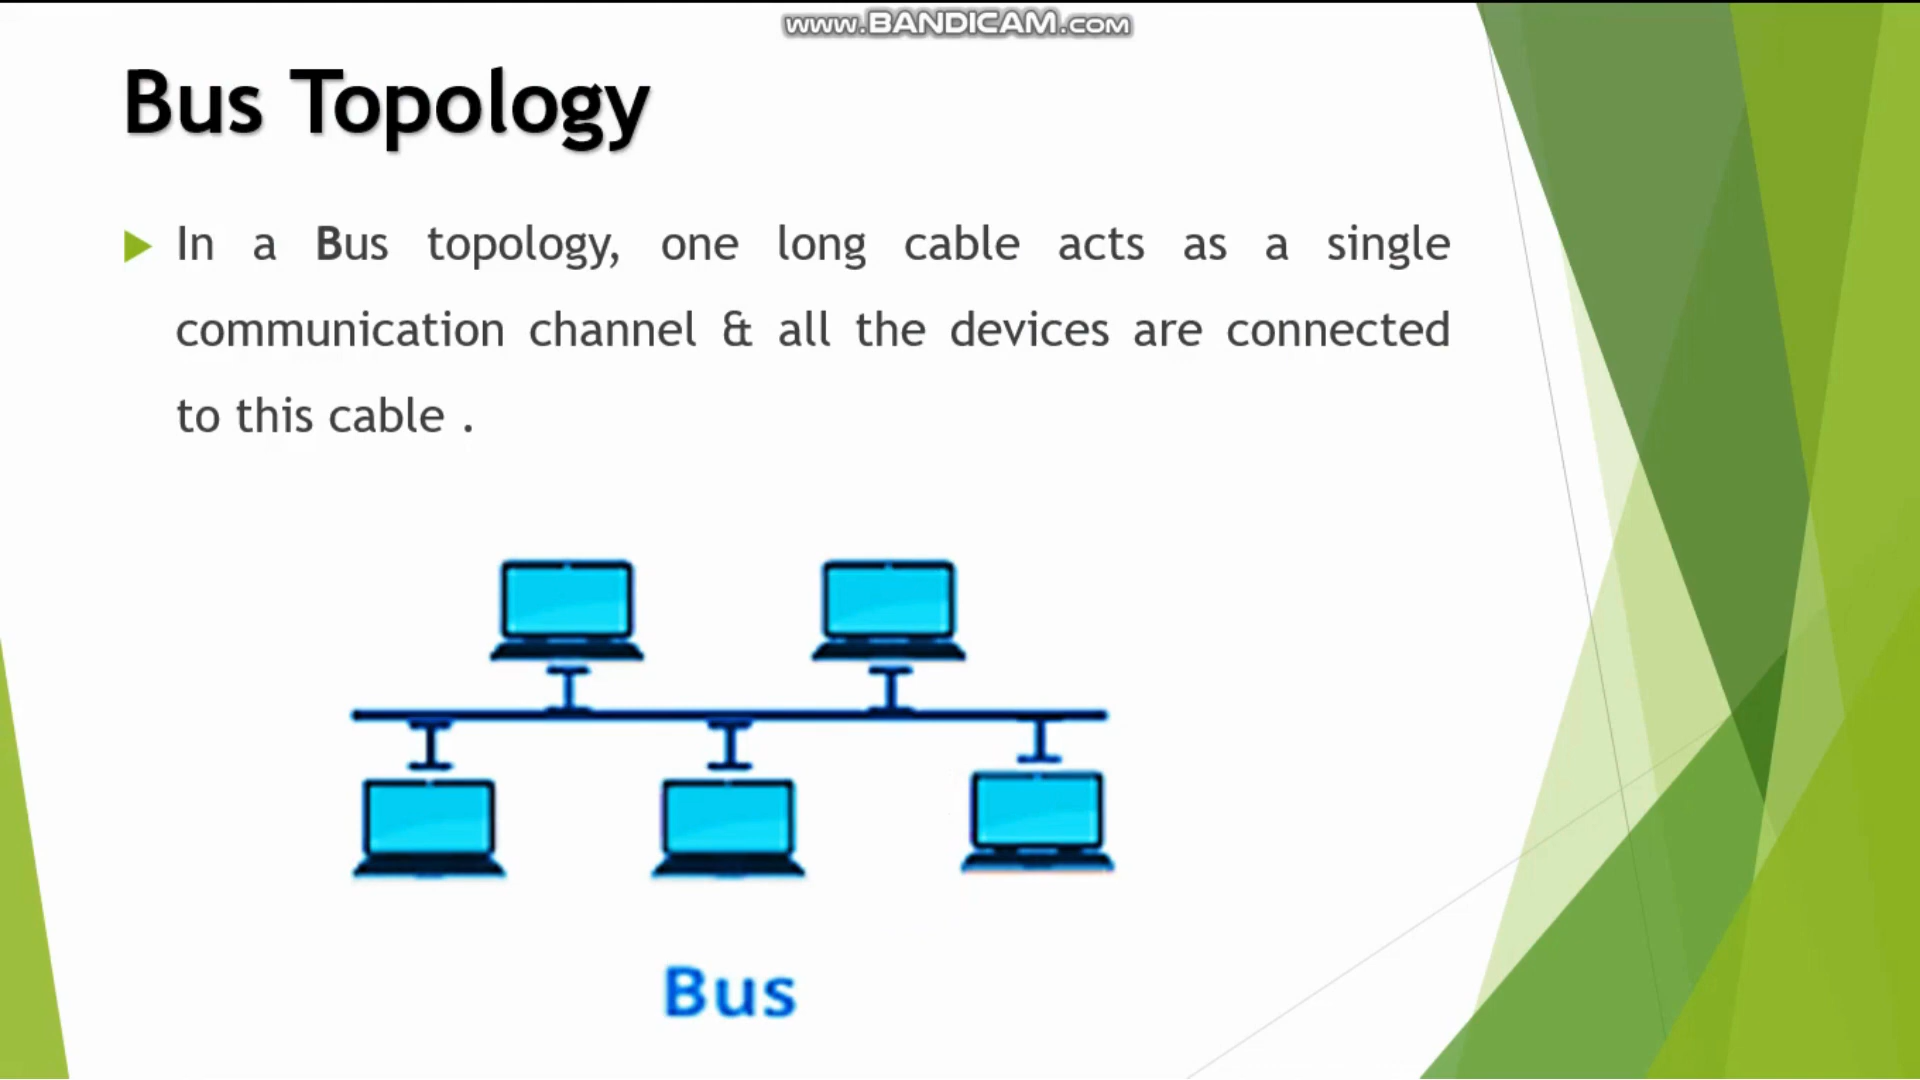 www.BANDICAM.com
Bus Topology
In a Bus topology, one long cable acts as a single
communication channel & all the devices are connected
to this cable .
Bus